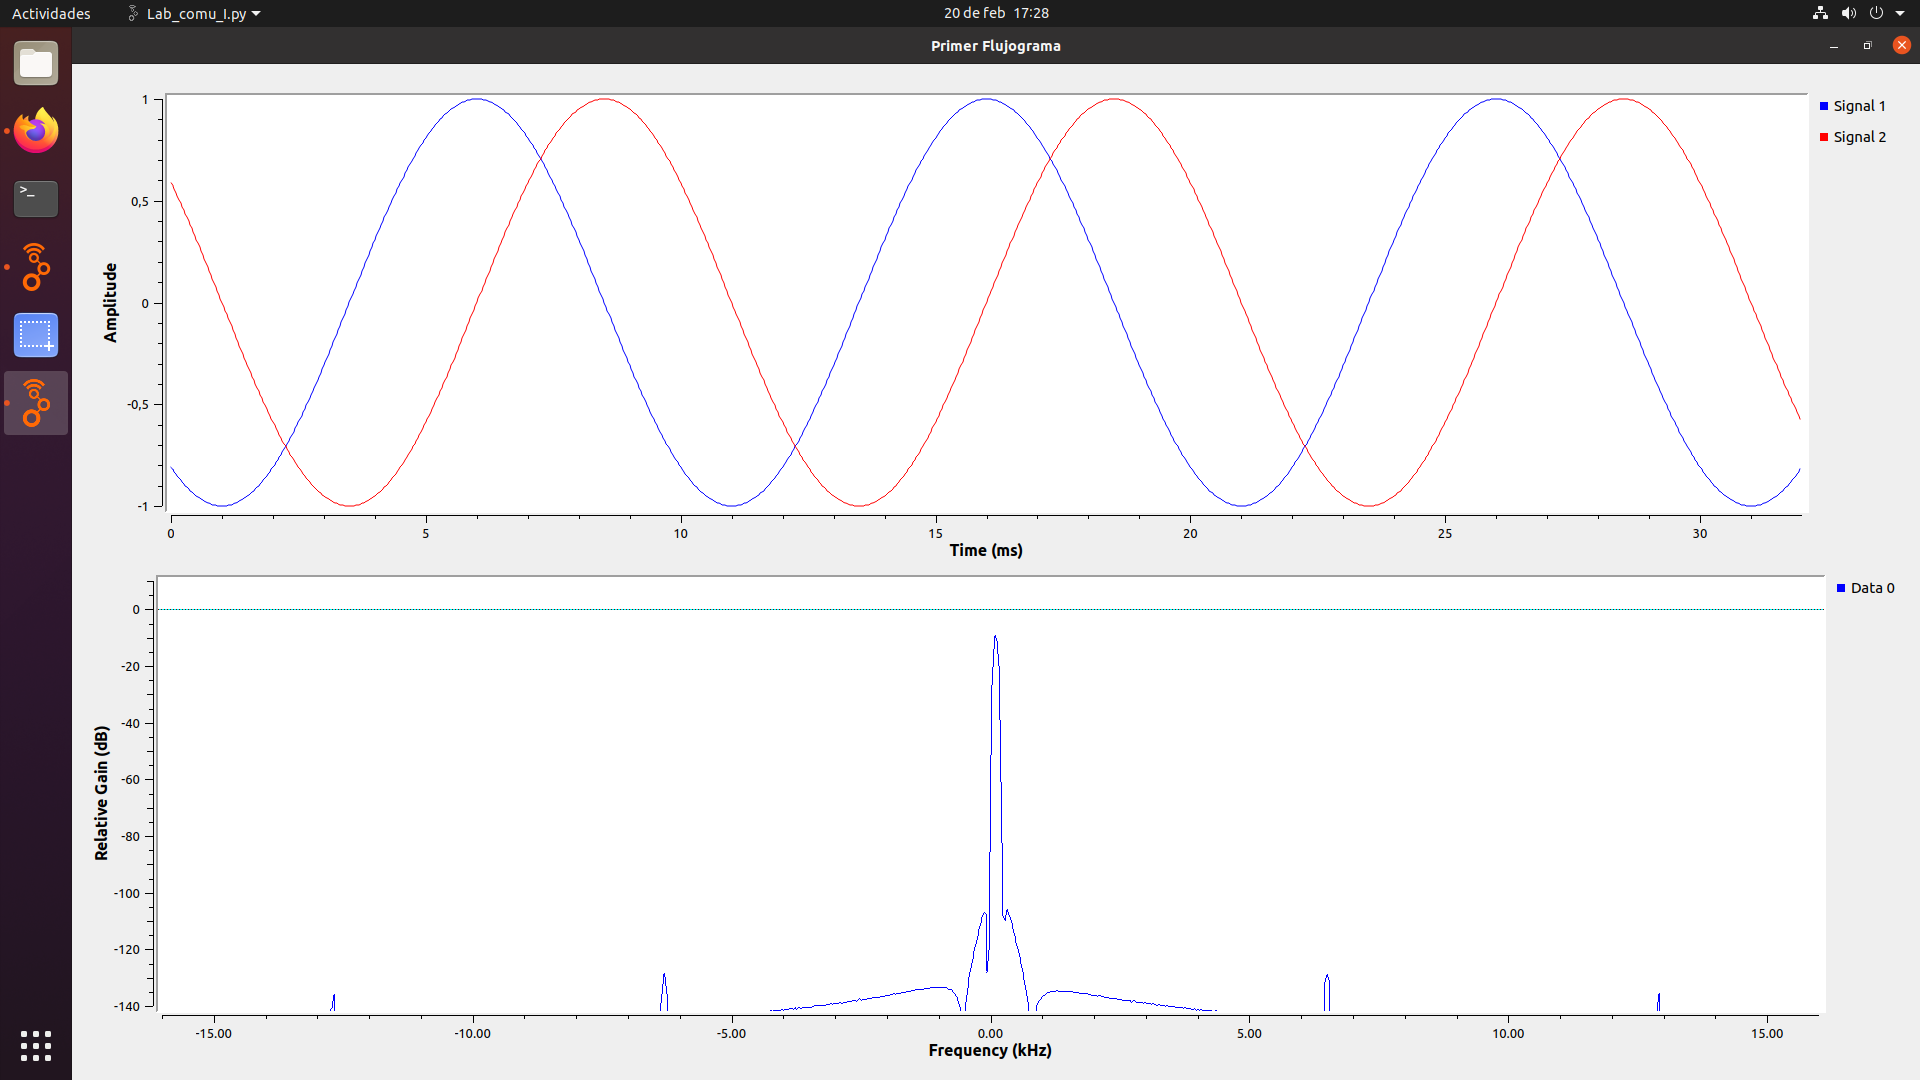 Actividades Lab_comu_I.py 20 de feb 17:28
Primer Flujograma
>_
Signal 1
Signal 2
1
0,5
0
-0,5
-1
Amplitude
0 5 10 15 20 25 30
Time (ms)
Data 0
0
-20
-40
-60
-80
-100
-120
-140
Relative Gain (dB)
-15.00 -10.00 -5.00 0.00 5.00 10.00 15.00
Frequency (kHz)